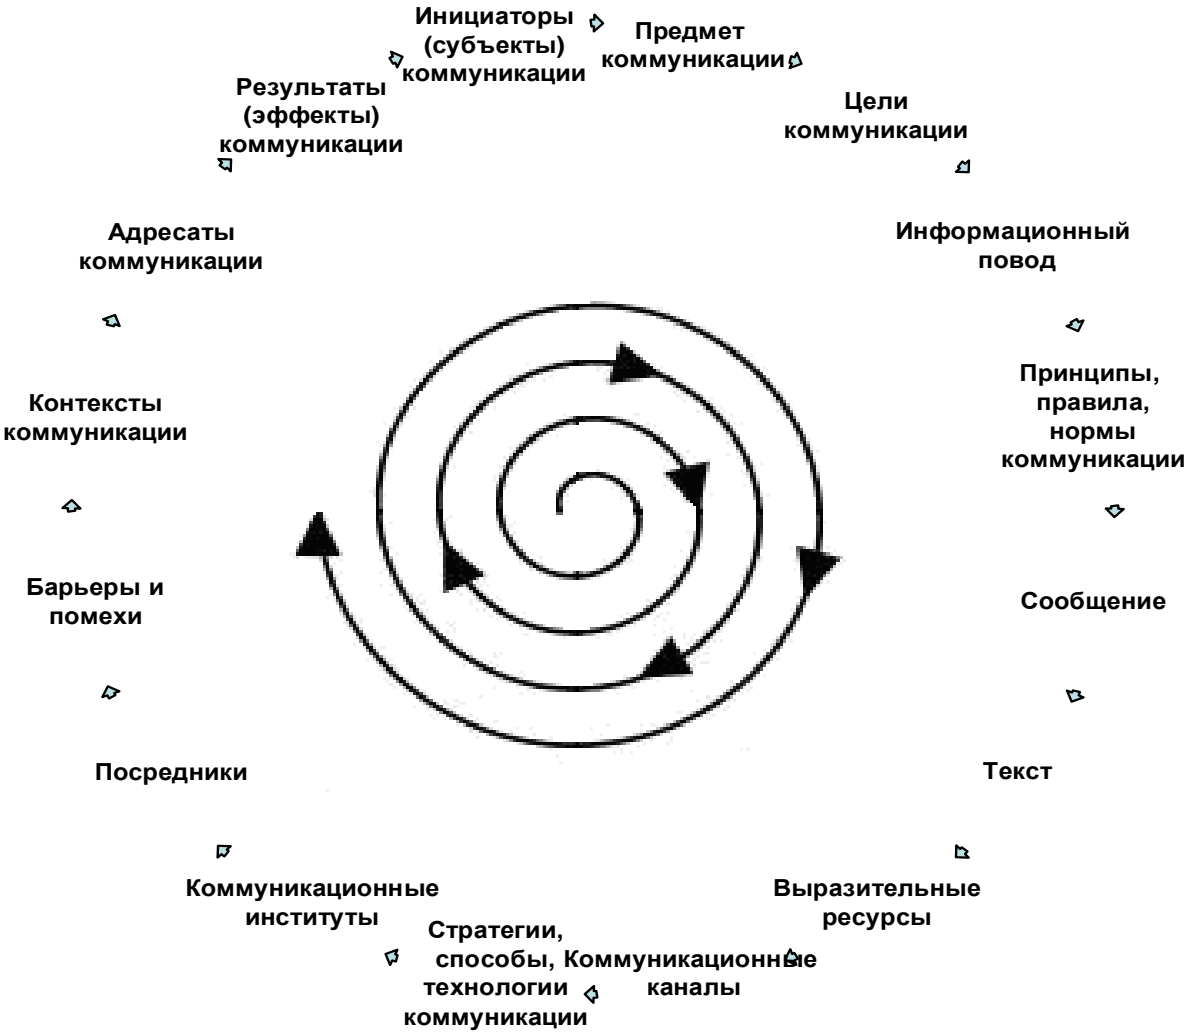 Инициаторы
(субъекты)
коммуникации
Предмет
коммуникации
Цели
коммуникации
Информационный
повод
Принципы,
правила,
нормы
коммуникации
Сообщение
Текст
Выразительные
ресурсы
Коммуникационные
каналы
Стратегии,
способы,
технологии
коммуникации
Коммуникационные
институты
Посредники
Барьеры и
помехи
Контексты
коммуникации
Адресаты
коммуникации
Результаты
(эффекты)
коммуникации